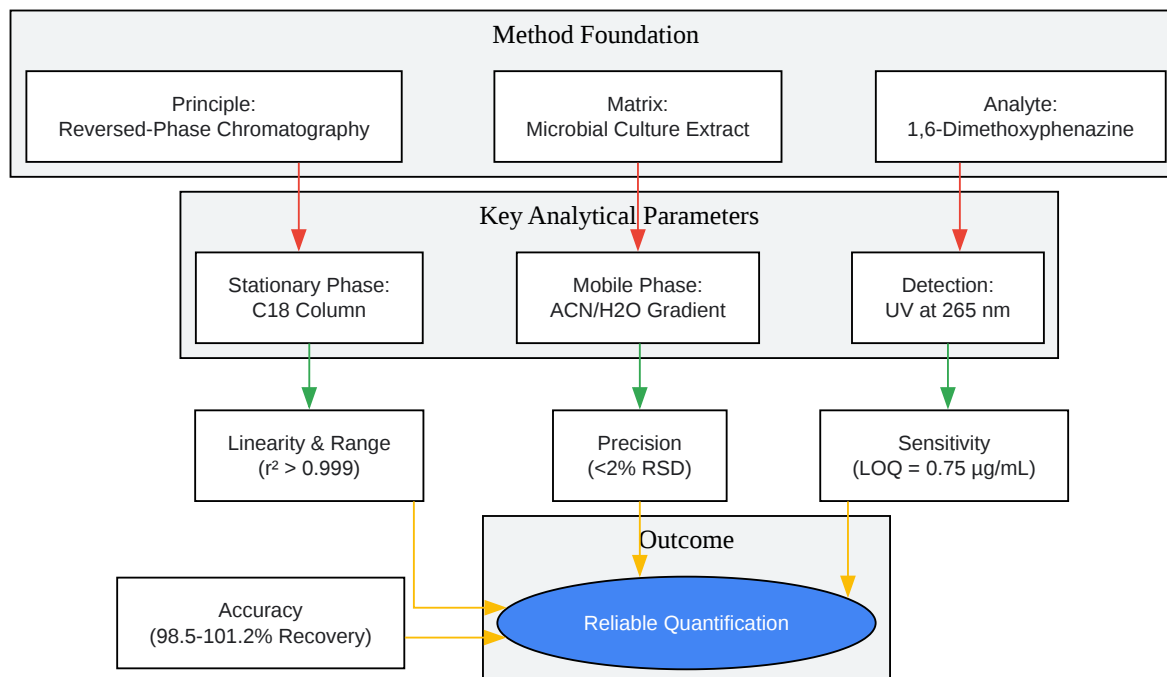 Method Foundation
Principle:
Reversed-Phase Chromatography
Matrix:
Microbial Culture Extract
Analyte:
1,6-Dimethoxyphenazine
Key Analytical Parameters
Stationary Phase:
C18 Column
Mobile Phase:
ACN/H2O Gradient
Detection:
UV at 265 nm
Linearity & Range
(r² > 0.999)
Precision
(<2% RSD)
Sensitivity
(LOQ = 0.75 µg/mL)
Outcome
Accuracy
(98.5-101.2% Recovery)
Reliable Quantification